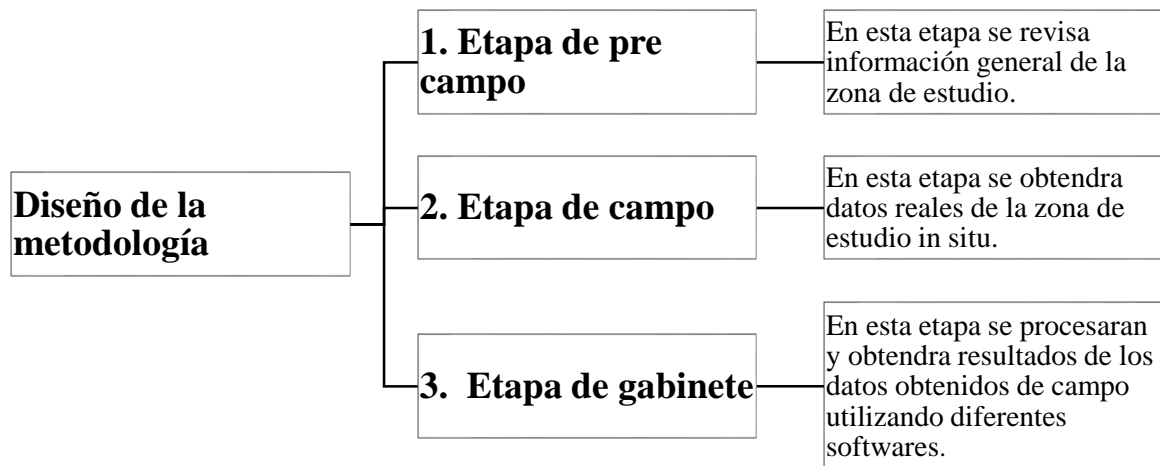 Diseño de la
metodología
1. Etapa de pre
campo
En esta etapa se revisa
información general de la
zona de estudio.
2. Etapa de campo
En esta etapa se obtendra
datos reales de la zona de
estudio in situ.
3. Etapa de gabinete
En esta etapa se procesaran
y obtendra resultados de los
datos obtenidos de campo
utilizando diferentes
softwares.